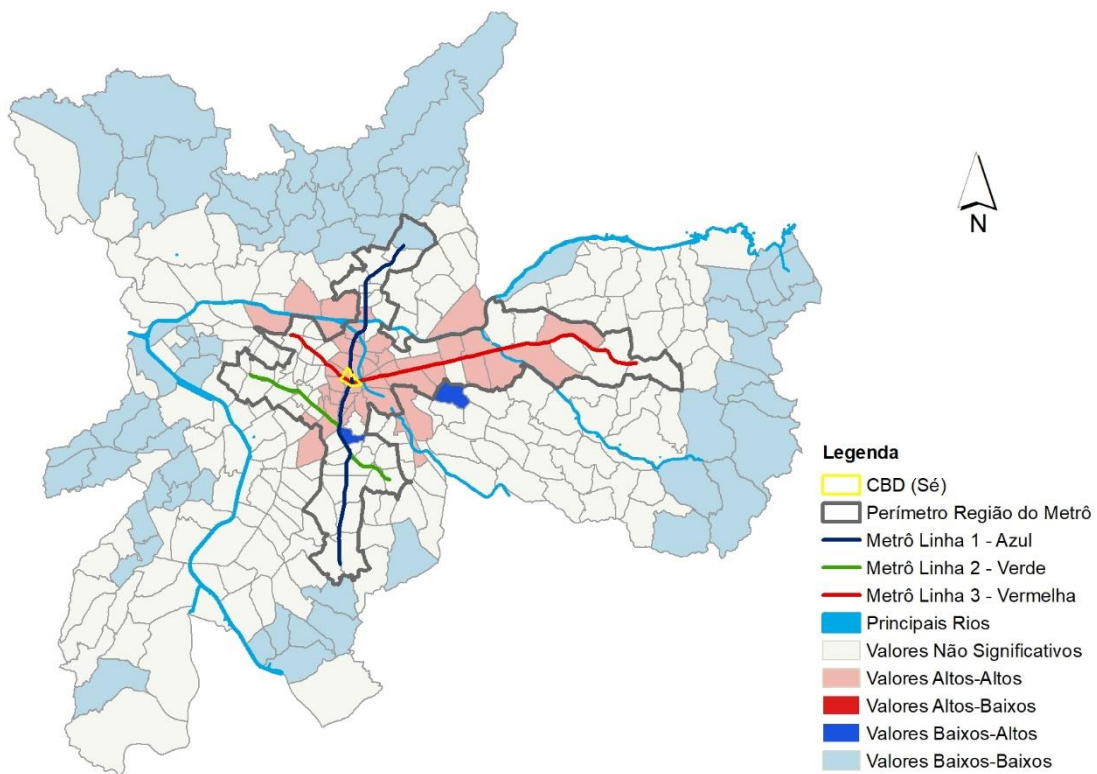 N
Legenda
CBD (Sé)
Perímetro Região do Metrô
Metrô Linha 1 - Azul
Metrô Linha 2 - Verde
Metrô Linha 3 - Vermelha
Principais Rios
Valores Não Significativos
Valores Altos-Altos
Valores Altos-Baixos
Valores Baixos-Altos
Valores Baixos-Baixos